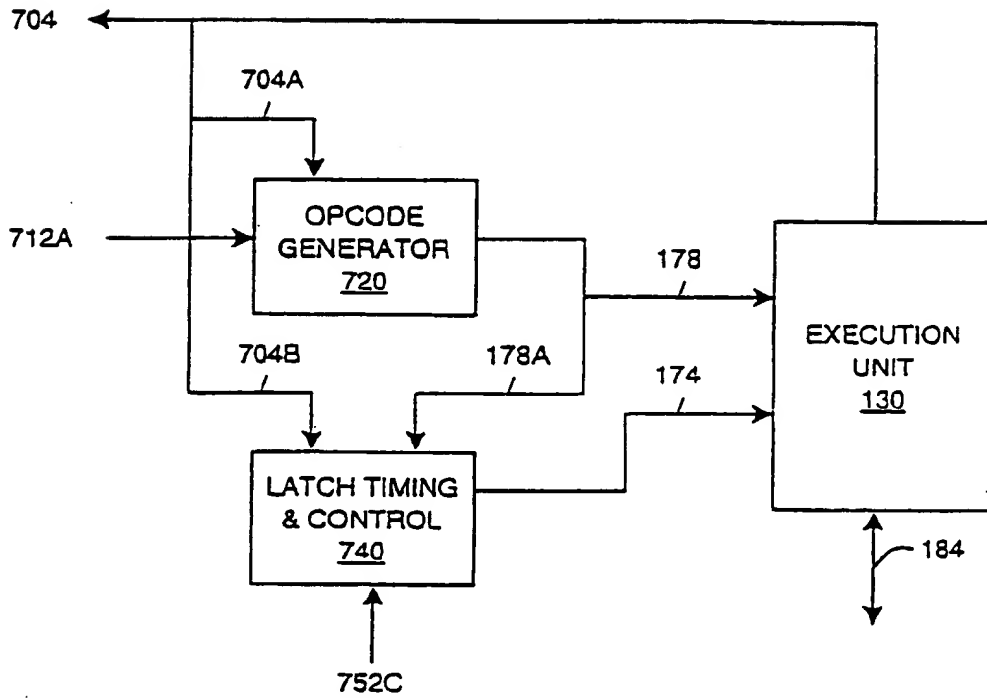 704
704A
OPCODE
GENERATOR
720
712A
178
EXECUTION
UNIT
130
704B
178A
174
LATCH TIMING
& CONTROL
740
184
752C